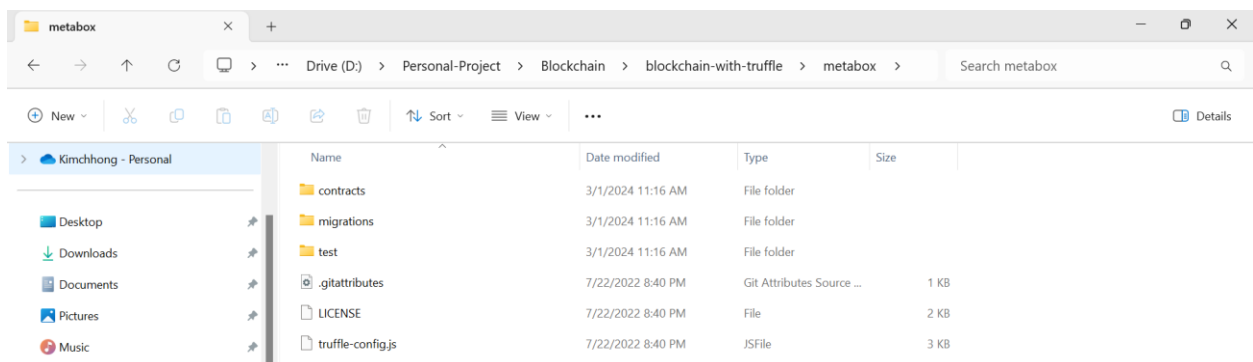 metabox
Drive (D:) > Personal-Project > Blockchain > blockchain-with-truffle > metabox > Search metabox
New Sort View ... Details
Kimchhong - Personal Name Date modified Type Size
contracts 3/1/2024 11:16 AM File folder
migrations 3/1/2024 11:16 AM File folder
Desktop test 3/1/2024 11:16 AM File folder
Downloads .gitattributes 7/22/2022 8:40 PM Git Attributes Source ... 1 KB
Documents LICENSE 7/22/2022 8:40 PM File 2 KB
Pictures truffle-config.js 7/22/2022 8:40 PM JSFile 3 KB
Music